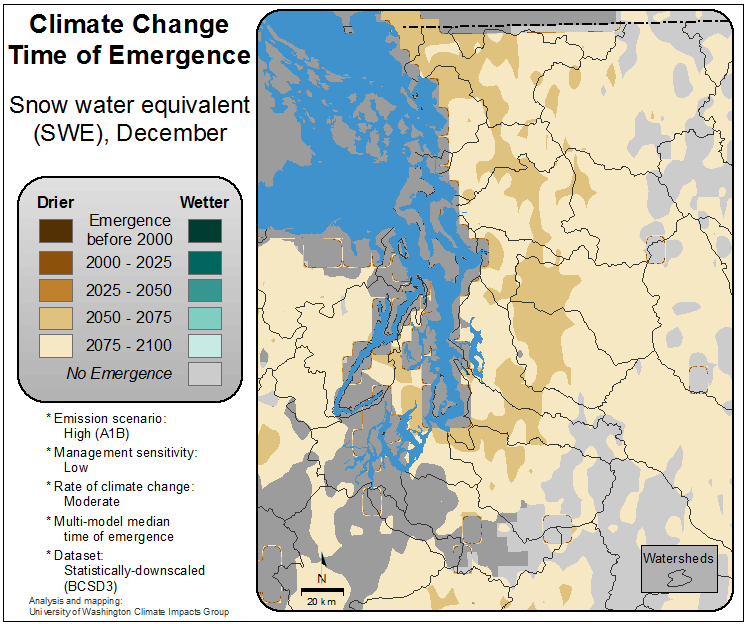 Climate Change
Time of Emergence
Snow water equivalent
(SWE), December
Drier
Wetter
Emergence
before 2000
2000 - 2025
2025 - 2050
2050 - 2075
2075 - 2100
No Emergence
* Emission scenario:
High (A1B)
* Management sensitivity:
Low
* Rate of climate change:
Moderate
* Multi-model median
time of emergence
* Dataset:
Statistically-downscaled
(BCSD3)
Analysis and mapping:
University of Washington Climate Impacts Group
N
20 km
Watersheds